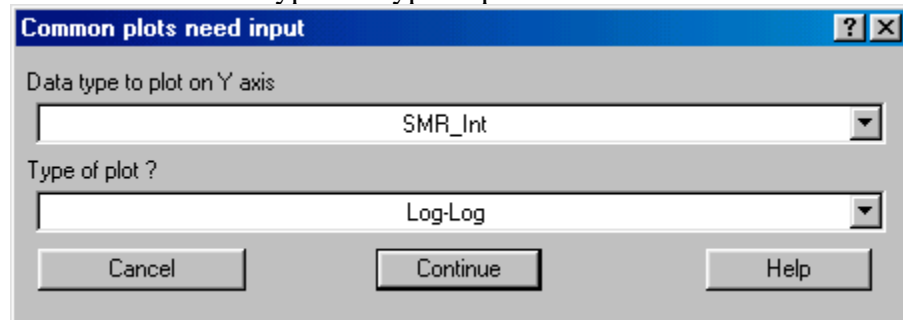 Common plots need input
Data type to plot on Y axis
SMR_Int
Type of plot ?
Log-Log
Cancel Continue Help